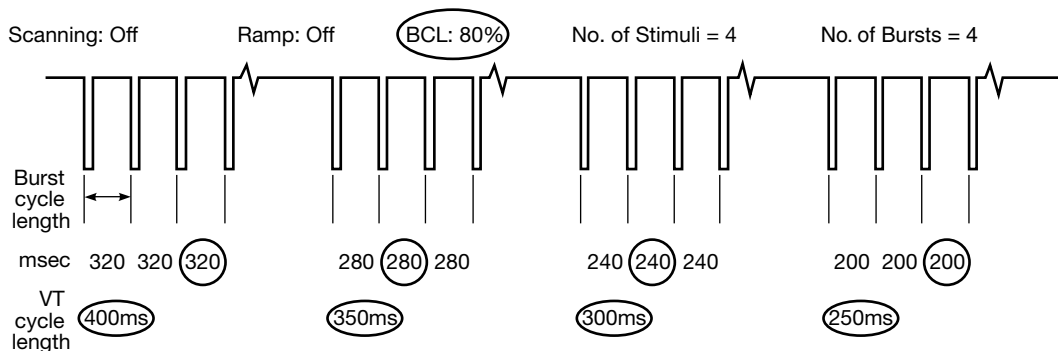 Scanning: Off Ramp: Off BCL: 80% No. of Stimuli = 4 No. of Bursts = 4
Burst
cycle
length
msec 320 320 320 280 280 280 240 240 240 200 200 200
VT
cycle
length
400ms 350ms 300ms 250ms